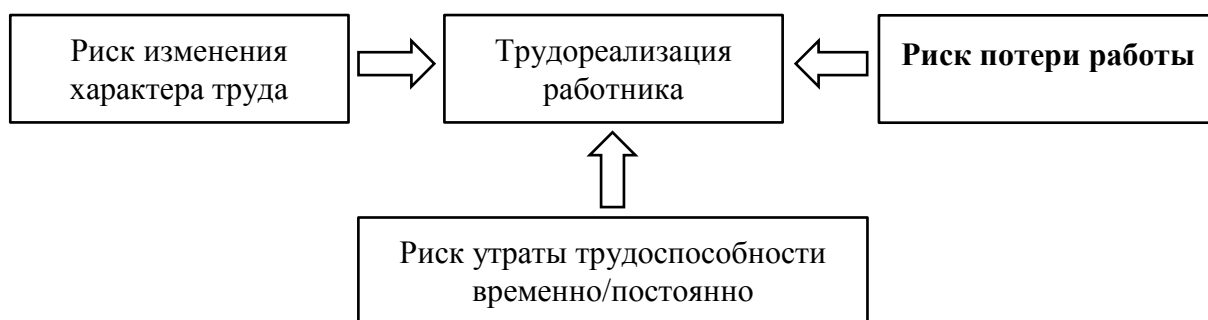 Риск изменения
характера труда
Трудореализация
работника
Риск потери работы
Риск утраты трудоспособности
временно/постоянно